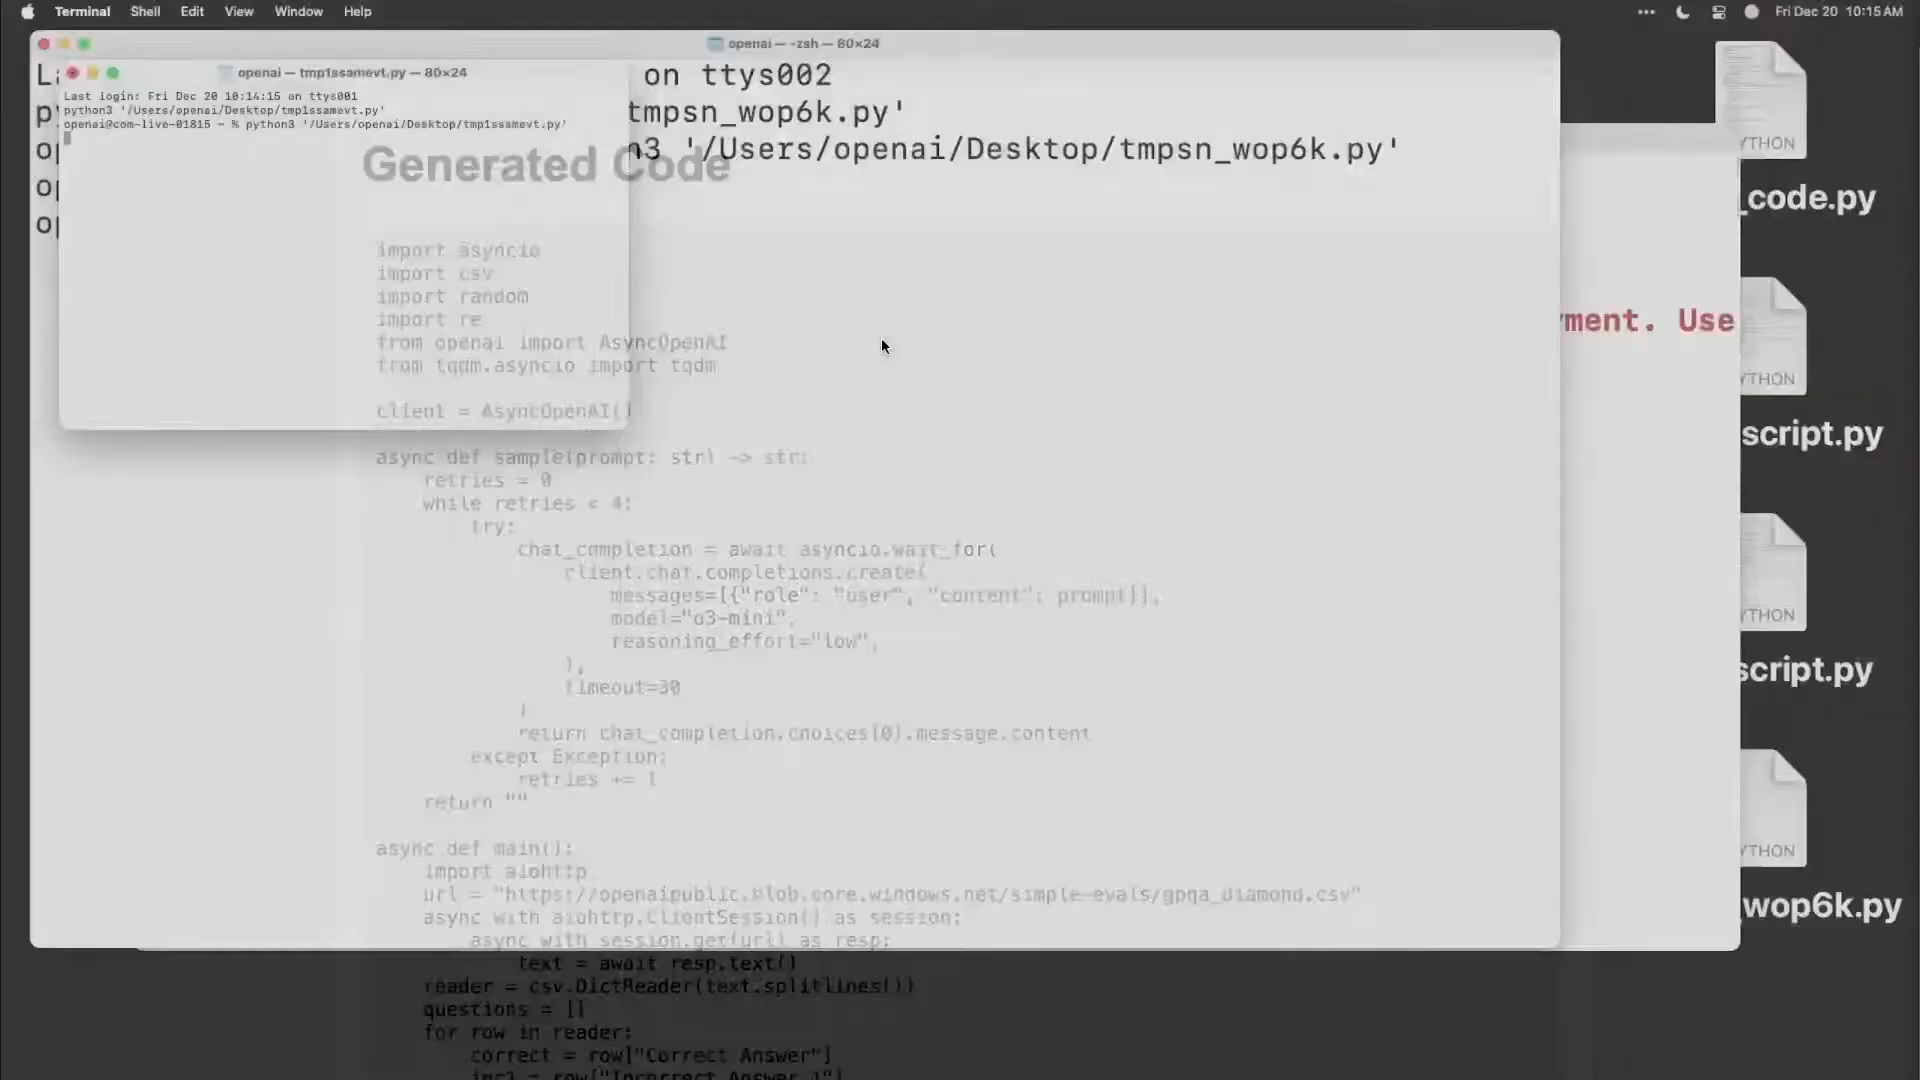 Terminal Shell Edit View Window Help
Fri Dec 20 10:15 AM
openai — -zsh — 80×24
on ttys002
tmpsn_wop6k.py'
n3 '/Users/openai/Desktop/tmpsn_wop6k.py'
openai — tmp1ssamevt.py — 80×24
Last login: Fri Dec 20 10:14:15 on ttys001
python3 '/Users/openai/Desktop/tmp1ssamevt.py'
openai@com-live-01815 ~ % python3 '/Users/openai/Desktop/tmp1ssamevt.py'
Generated Code
import asyncio
import csv
import random
import re
from openai import AsyncOpenAI
from tqdm.asyncio import tqdm
client = AsyncOpenAI()
async def sample(prompt: str) -> str:
retries = 0
while retries < 4:
try:
chat_completion = await asyncio.wait_for(
client.chat.completions.create(
messages=[{"role": "user", "content": prompt}],
model="o3-mini",
reasoning_effort="low",
),
timeout=30
)
return chat_completion.choices[0].message.content
except Exception:
retries += 1
return ""
async def main():
import aiohttp
url = "https://openaipublic.blob.core.windows.net/simple-evals/gpqa_diamond.csv"
async with aiohttp.ClientSession() as session:
async with session.get(url) as resp:
text = await resp.text()
reader = csv.DictReader(text.splitlines())
questions = []
for row in reader:
correct = row["Correct Answer"]
ment. Use
YTHON
_code.py
YTHON
script.py
YTHON
script.py
YTHON
wop6k.py